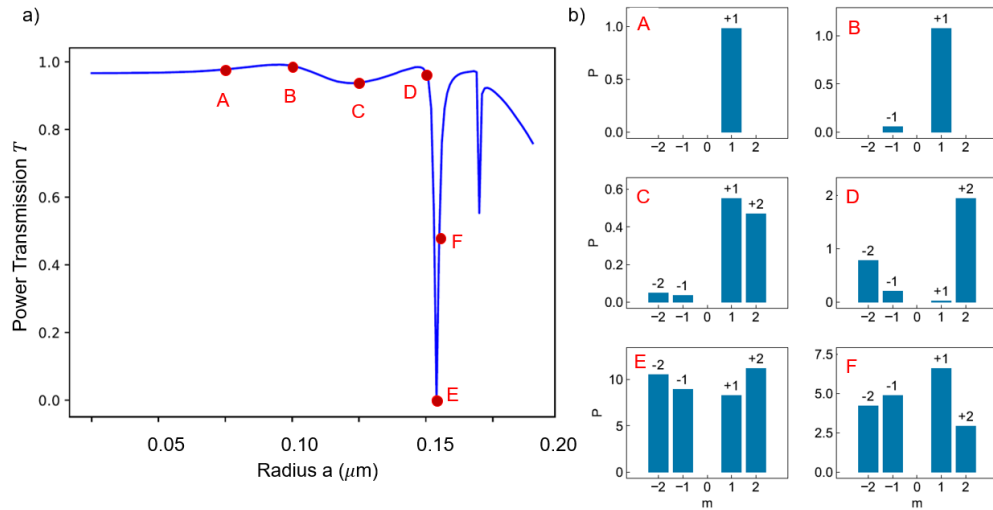 a)
Power Transmission T
1.0
0.8
0.6
0.4
0.2
0.0
A
B
C
D
F
E
0.05
0.10
0.15
0.20
Radius a (μm)
b)
A
P
1.0
0.5
0.0
+1
−2 −1 0 1 2
B
1.0
0.5
0.0
-1
+1
−2 −1 0 1 2
C
P
0.6
0.4
0.2
0.0
-2
-1
+1
+2
−2 −1 0 1 2
D
2
1
0
-2
-1
+1
+2
−2 −1 0 1 2
E
P
10
5
0
-2
-1
+1
+2
−2 −1 0 1 2
m
F
7.5
5.0
2.5
0.0
-2
-1
+1
+2
−2 −1 0 1 2
m